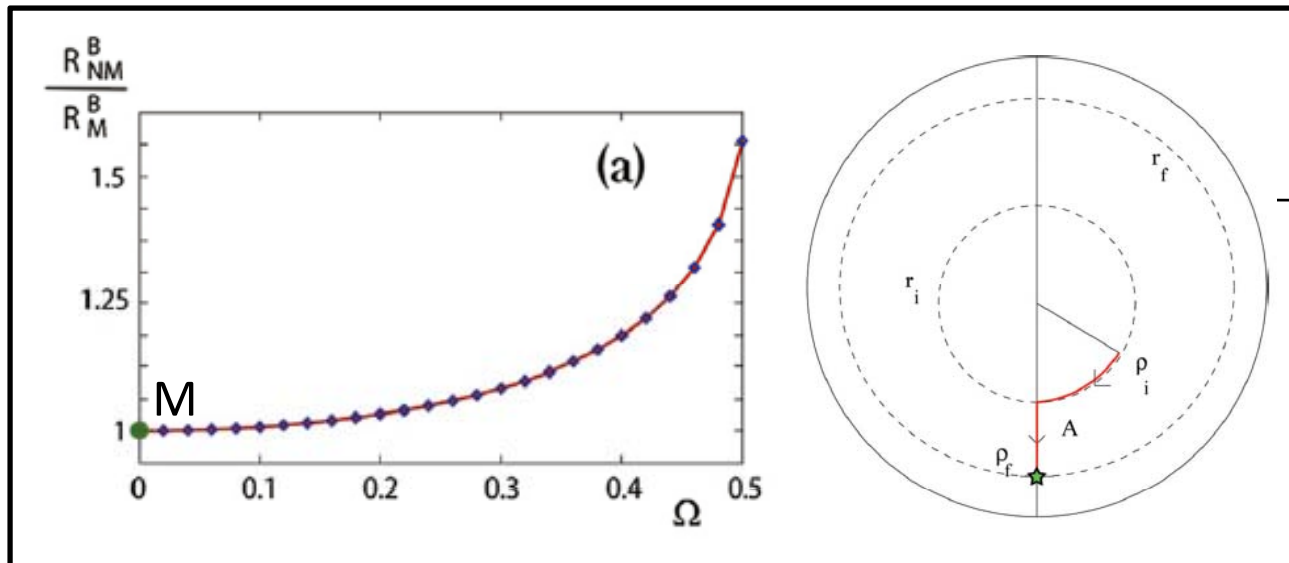 R^B_NM
R^B_M
(a)
1.5
1.25
M
1
0
0.1
0.2
0.3
0.4
0.5
Ω
r_f
r_i
ρ_i
A
ρ_f